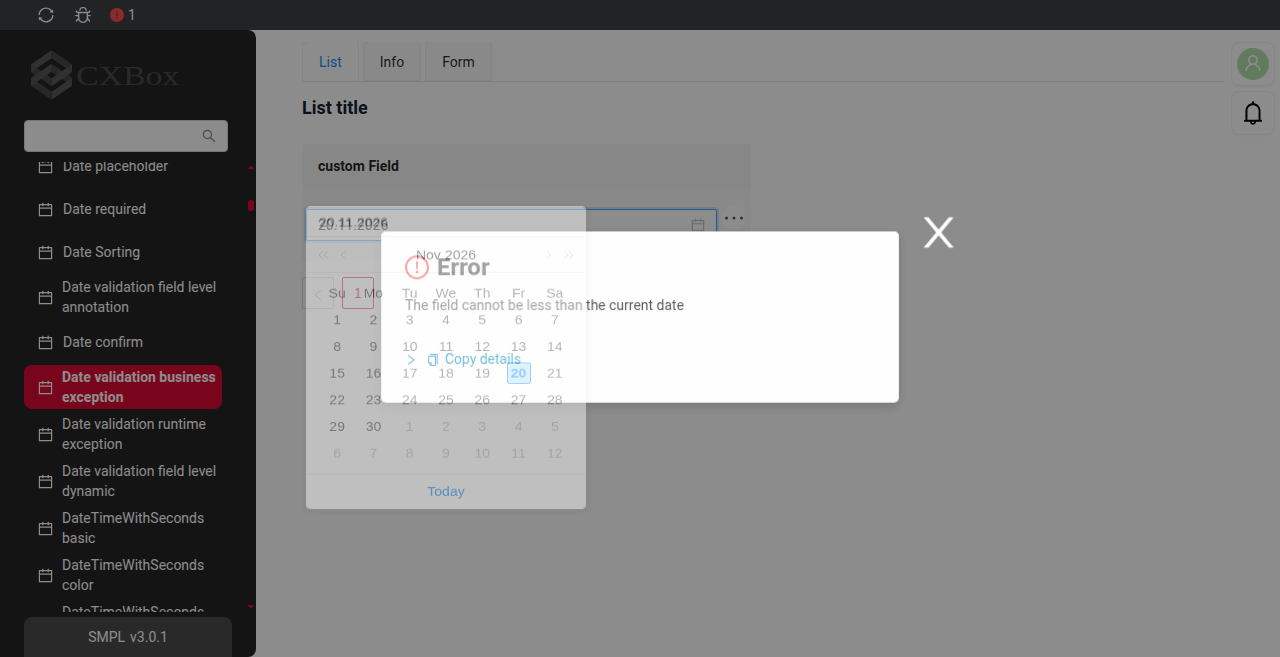 1
CXBox
Date placeholder
Date required
Date Sorting
Date validation field level
annotation
Date confirm
Date validation business
exception
Date validation runtime
exception
Date validation field level
dynamic
DateTimeWithSeconds
basic
DateTimeWithSeconds
color
DateTimeWithSeconds
SMPL v3.0.1
List Info Form
List title
custom Field
20.11.2026
20.11.2026
Nov 2026
Error
1
Su Mo Tu We Th Fr Sa
The field cannot be less than the current date
1 2 3 4 5 6 7
8 9 10 11 12 13 14
Copy details
15 16 17 18 19 20 21
22 23 24 25 26 27 28
29 30 1 2 3 4 5
6 7 8 9 10 11 12
Today